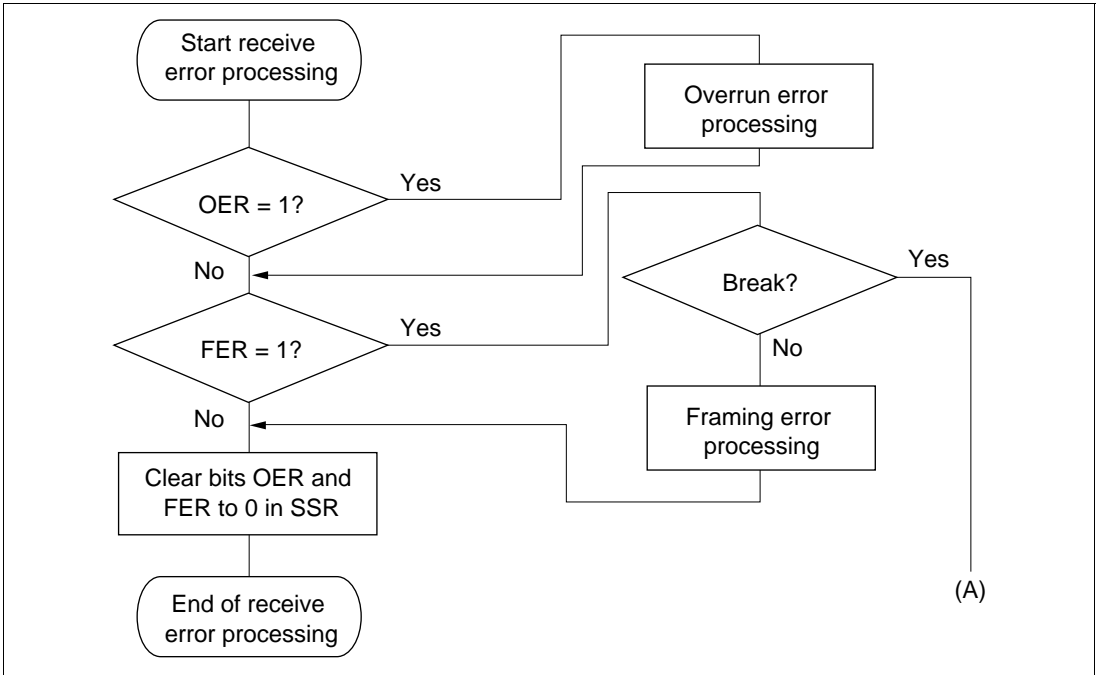 Start receive
error processing
Overrun error
processing
Yes
OER = 1?
No
Yes
Break?
Yes
FER = 1?
No
No
Framing error
processing
Clear bits OER and
FER to 0 in SSR
(A)
End of receive
error processing